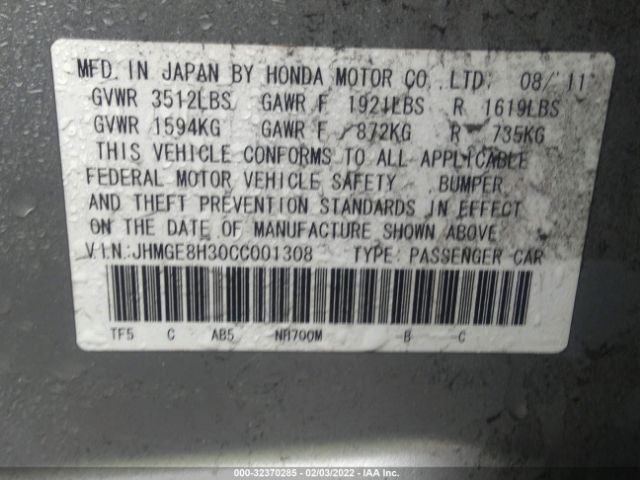 MFD. IN JAPAN BY HONDA MOTOR CO., LTD. 08/'11
GVWR 3512LBS GAWR F 1921LBS R 1619LBS
GVWR 1594KG GAWR F 872KG R 735KG
THIS VEHICLE CONFORMS TO ALL APPLICABLE
FEDERAL MOTOR VEHICLE SAFETY, BUMPER,
AND THEFT PREVENTION STANDARDS IN EFFECT
ON THE DATE OF MANUFACTURE SHOWN ABOVE.
V.I.N.:JHMGE8H30CC001308 TYPE: PASSENGER CAR
TF5 C AB5 NH700M -B -C
000-32370285 - 02/03/2022 - IAA Inc.